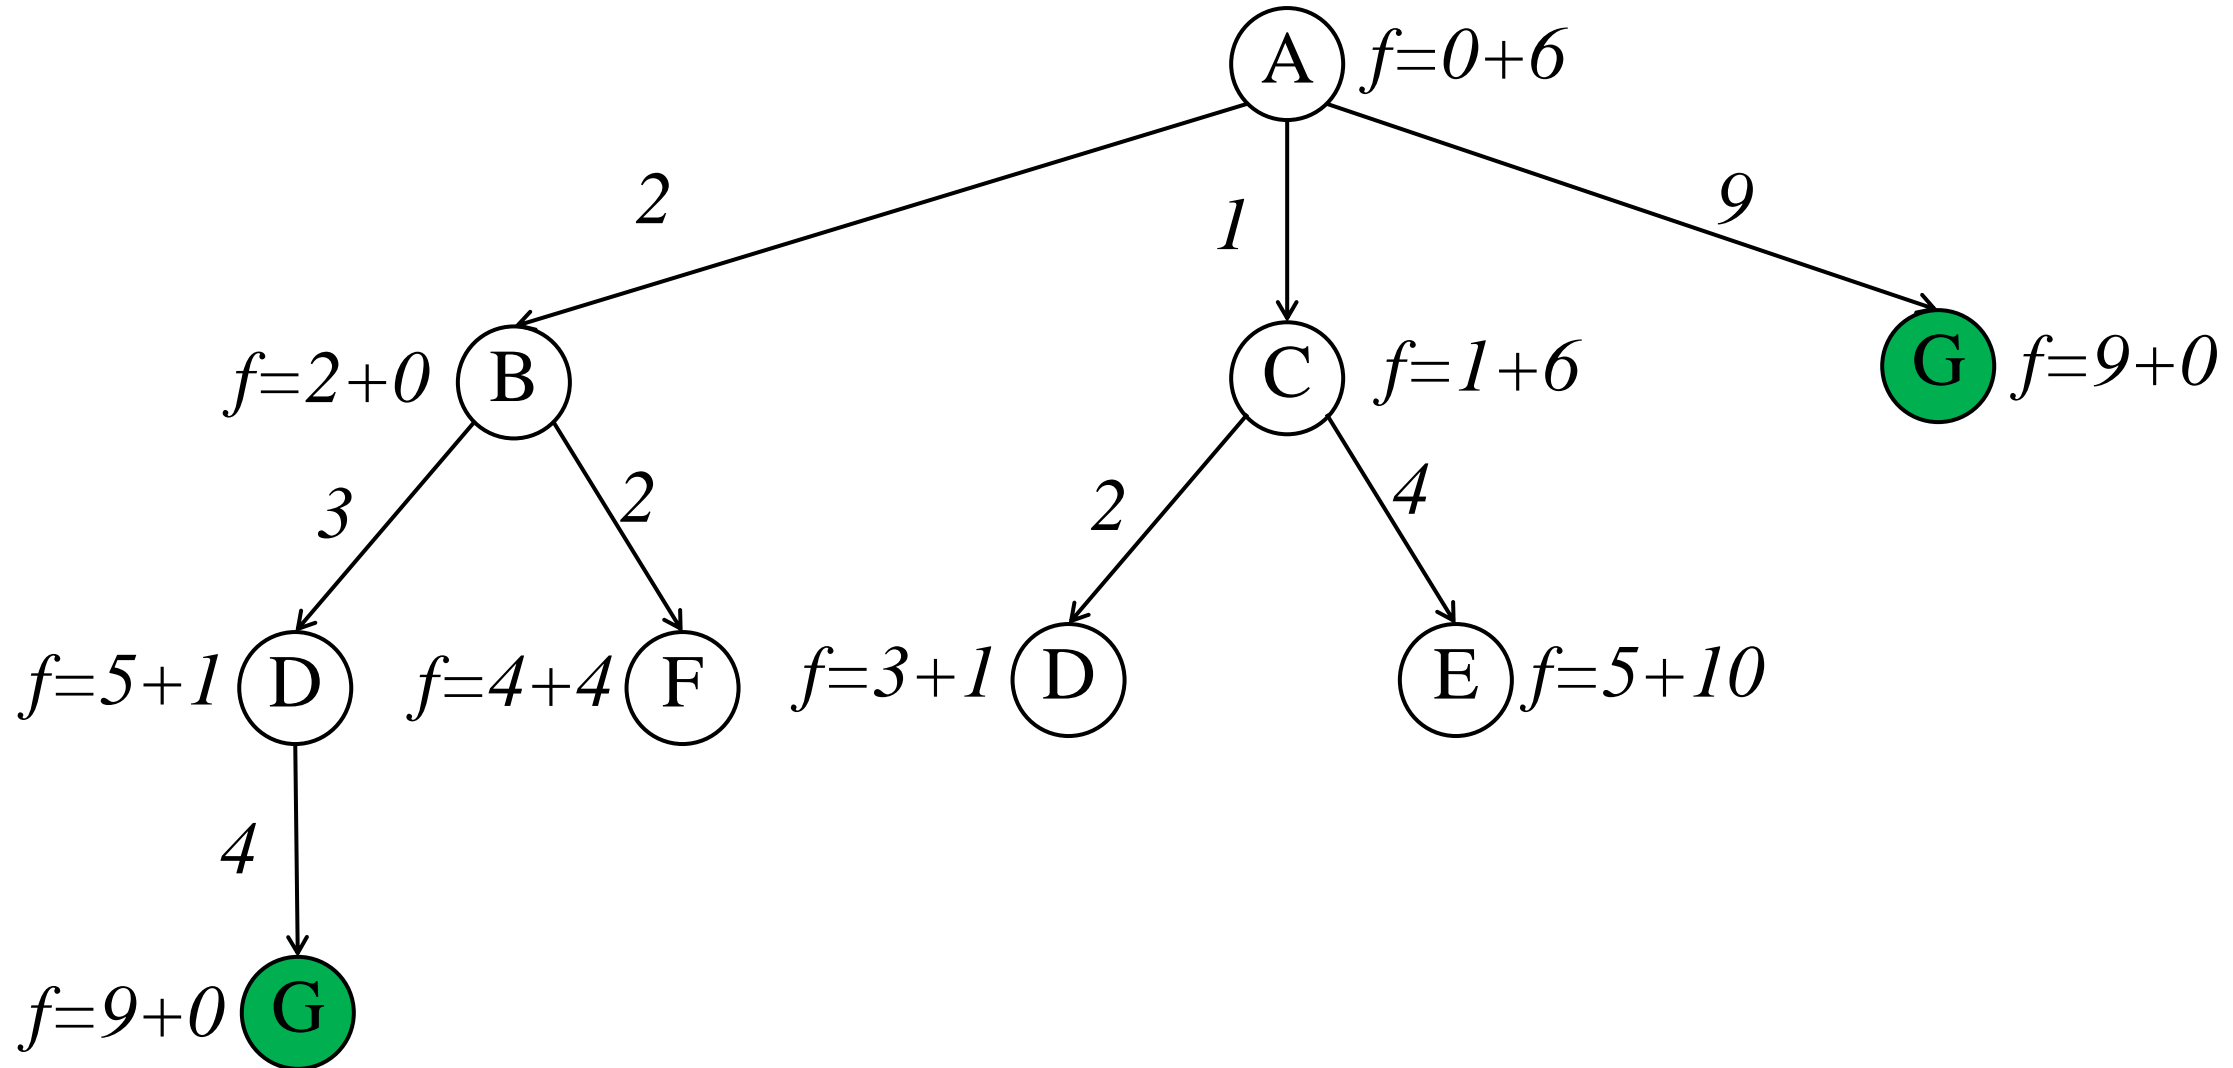 A f=0+6
2
1
9
f=2+0 B
C f=1+6
G f=9+0
3
2
2
4
f=5+1 D
f=4+4 F
f=3+1 D
E f=5+10
4
f=9+0 G